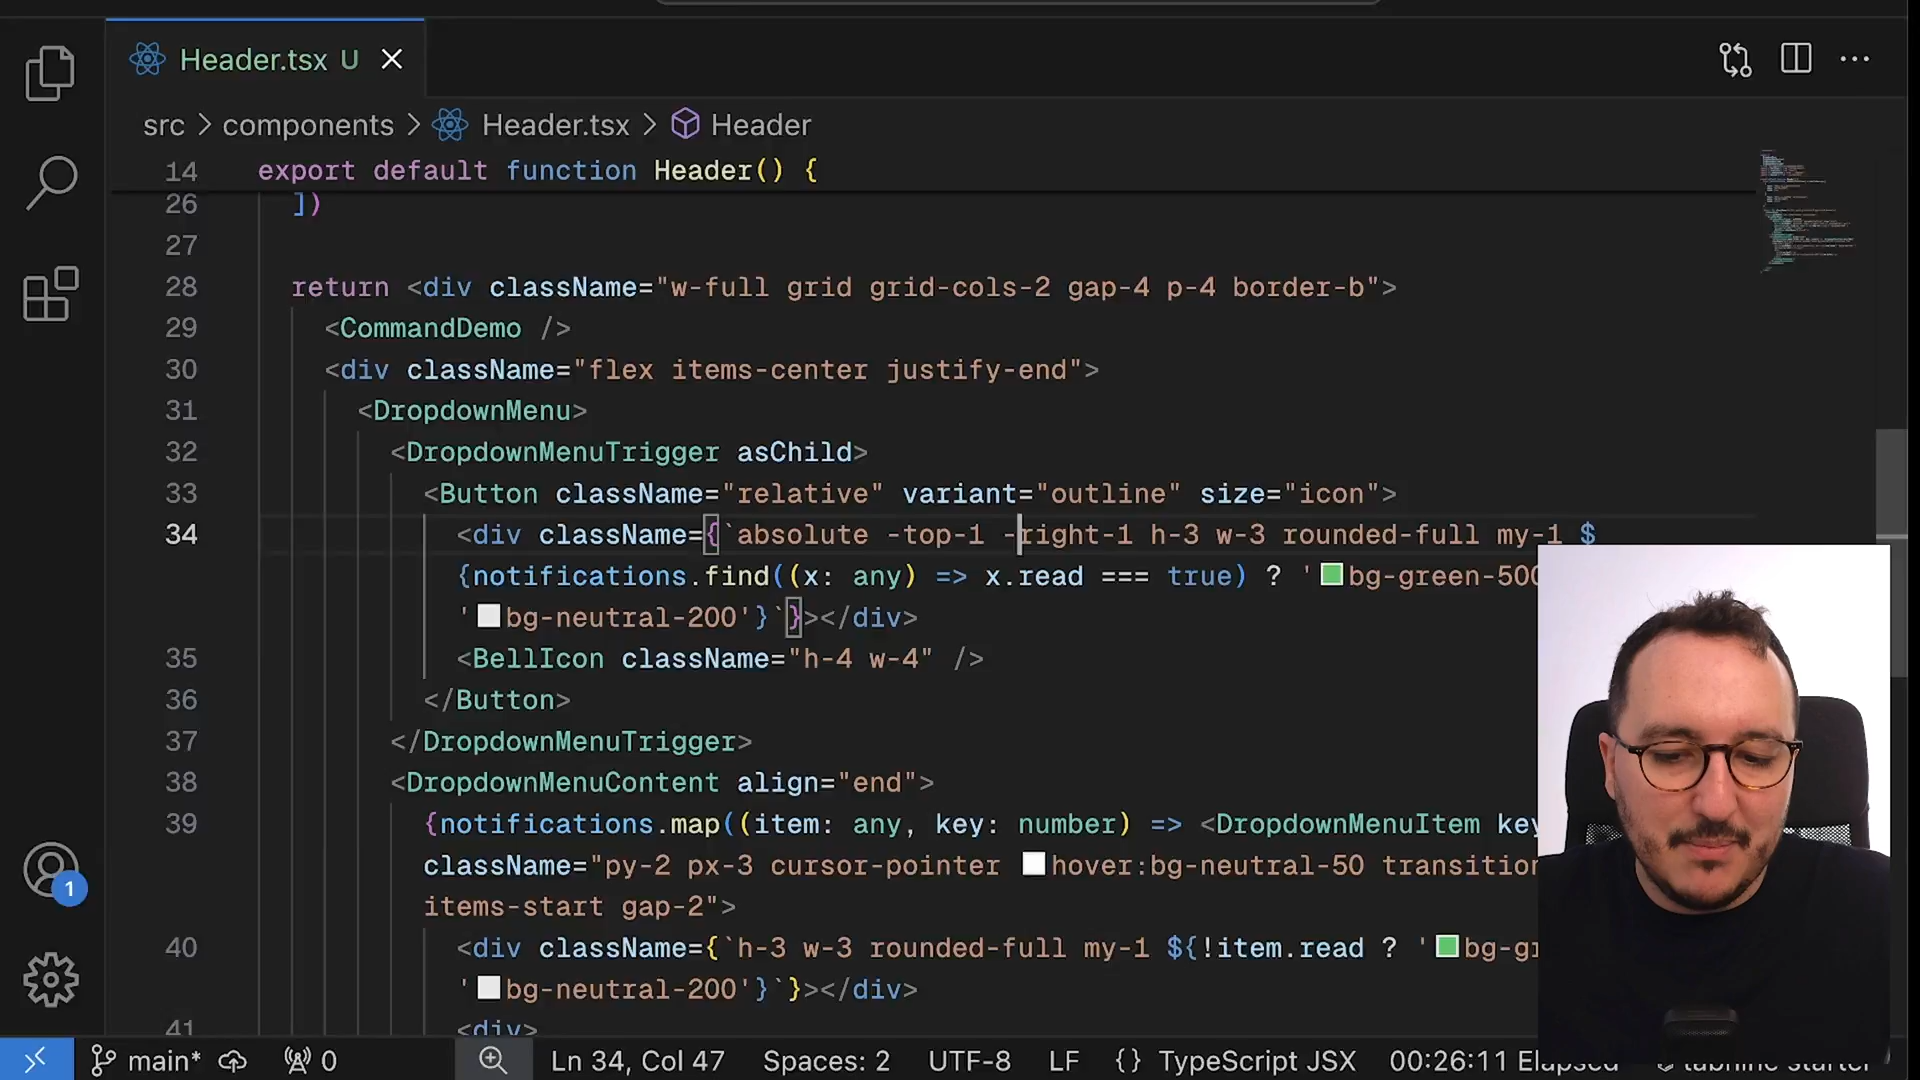 Header.tsx U
src > components > Header.tsx > Header
14 export default function Header() {
26 ])
27
28 return <div className="w-full grid grid-cols-2 gap-4 p-4 border-b">
29 <CommandDemo />
30 <div className="flex items-center justify-end">
31 <DropdownMenu>
32 <DropdownMenuTrigger asChild>
33 <Button className="relative" variant="outline" size="icon">
34 <div className={`absolute -top-1 -right-1 h-3 w-3 rounded-full my-1 $
{notifications.find((x: any) => x.read === true) ? 'bg-green-500
'bg-neutral-200'}`}></div>
35 <BellIcon className="h-4 w-4" />
36 </Button>
37 </DropdownMenuTrigger>
38 <DropdownMenuContent align="end">
39 {notifications.map((item: any, key: number) => <DropdownMenuItem key
className="py-2 px-3 cursor-pointer hover:bg-neutral-50 transition
items-start gap-2">
40 <div className={`h-3 w-3 rounded-full my-1 ${!item.read ? 'bg-gr
'bg-neutral-200'}`}></div>
41 <div>
1
main* 0 Ln 34, Col 47 Spaces: 2 UTF-8 LF {} TypeScript JSX 00:26:11 Elapsed tabnine starter